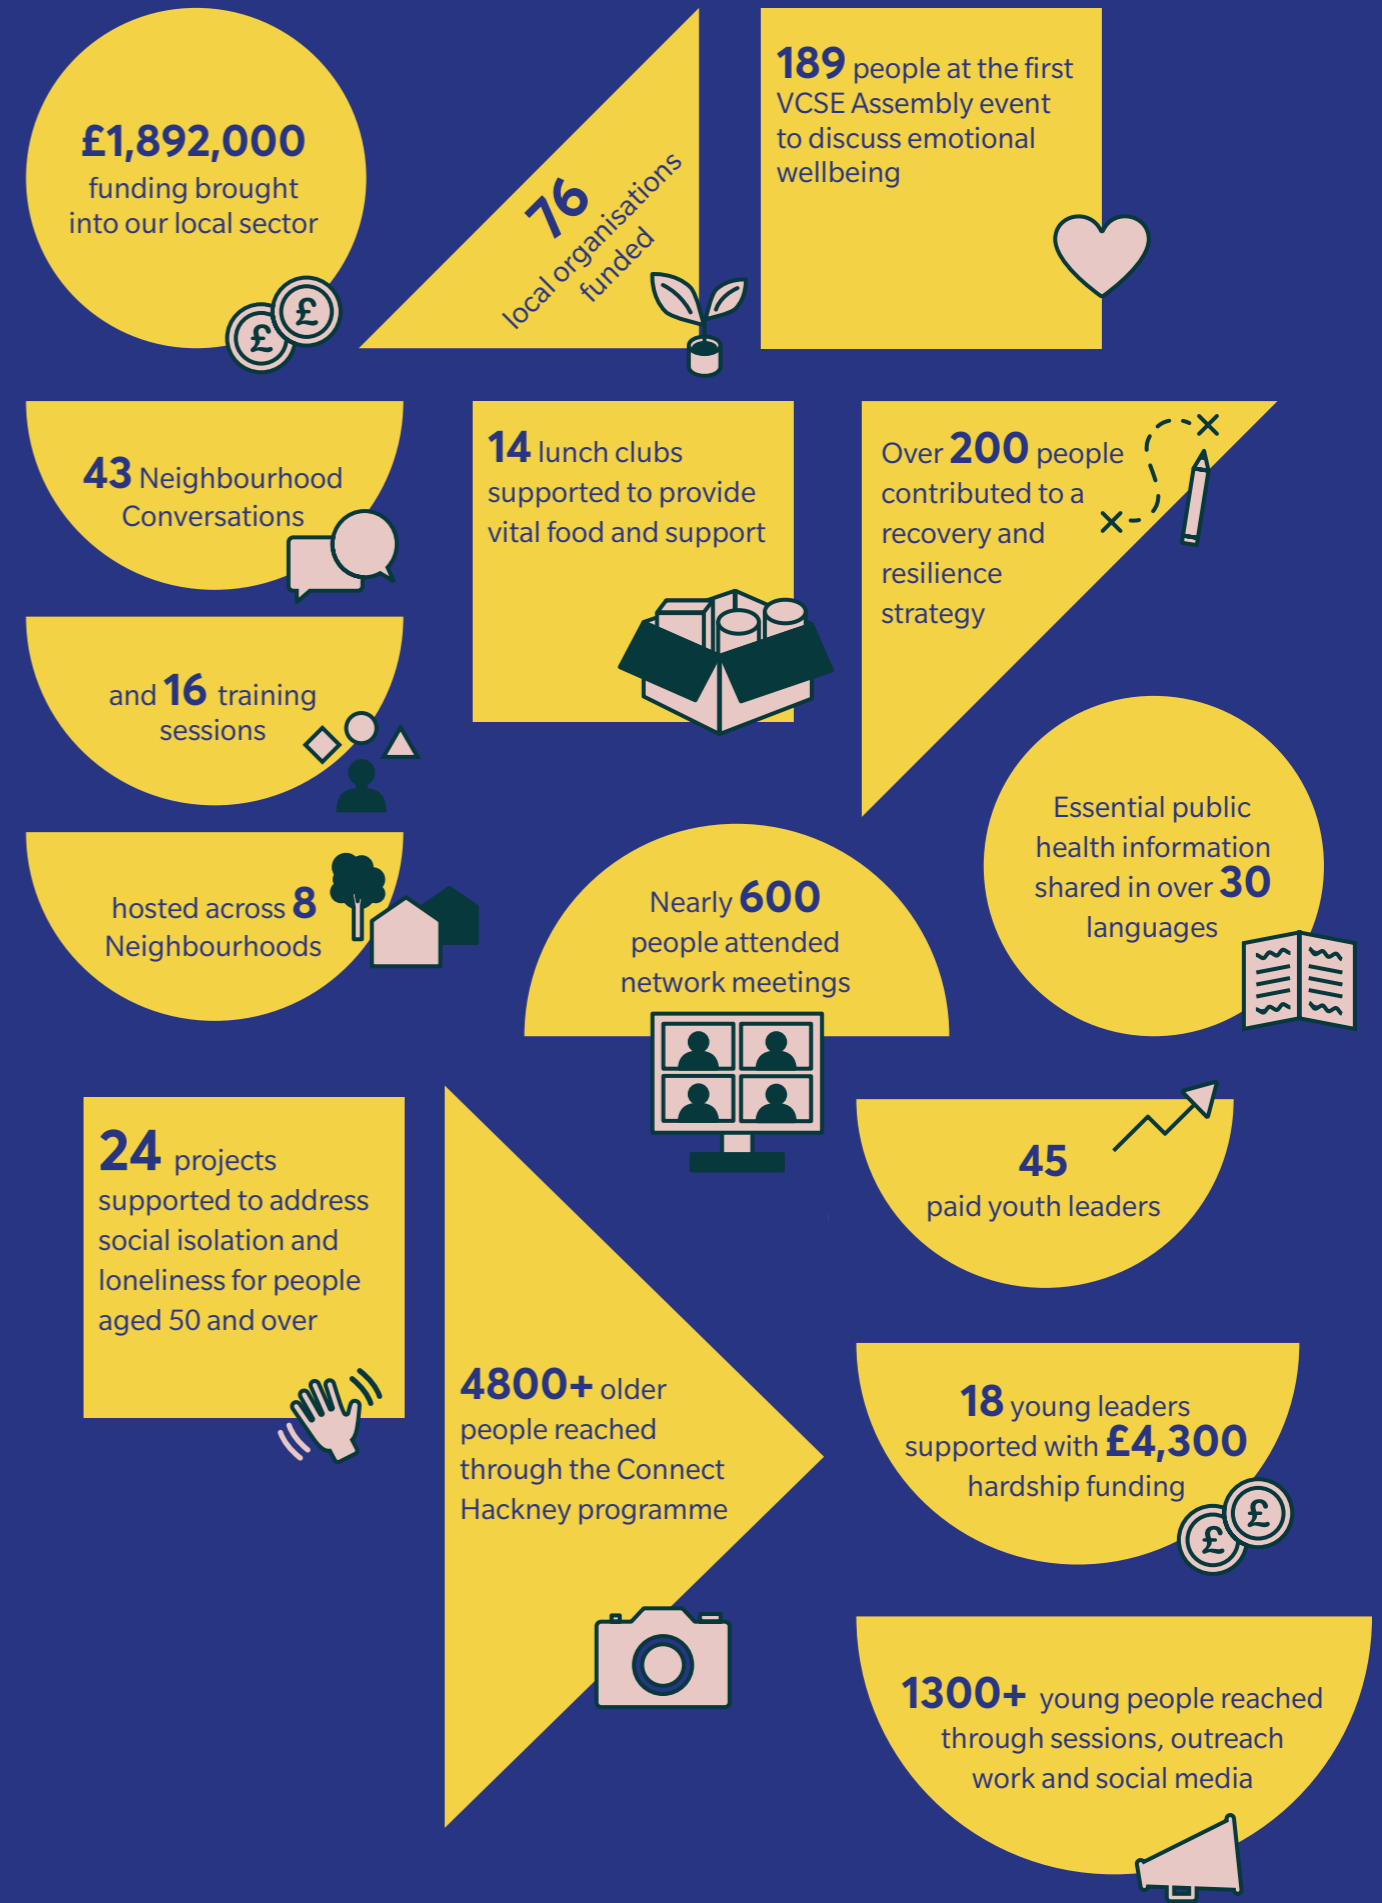 £1,892,000
funding brought
into our local sector
76
local organisations
funded
189 people at the first
VCSE Assembly event
to discuss emotional
wellbeing
43 Neighbourhood
Conversations
and 16 training
sessions
hosted across 8
Neighbourhoods
14 lunch clubs
supported to provide
vital food and support
Over 200 people
contributed to a
recovery and
resilience
strategy
Nearly 600
people attended
network meetings
Essential public
health information
shared in over 30
languages
24 projects
supported to address
social isolation and
loneliness for people
aged 50 and over
4800+ older
people reached
through the Connect
Hackney programme
45
paid youth leaders
18 young leaders
supported with £4,300
hardship funding
1300+ young people reached
through sessions, outreach
work and social media